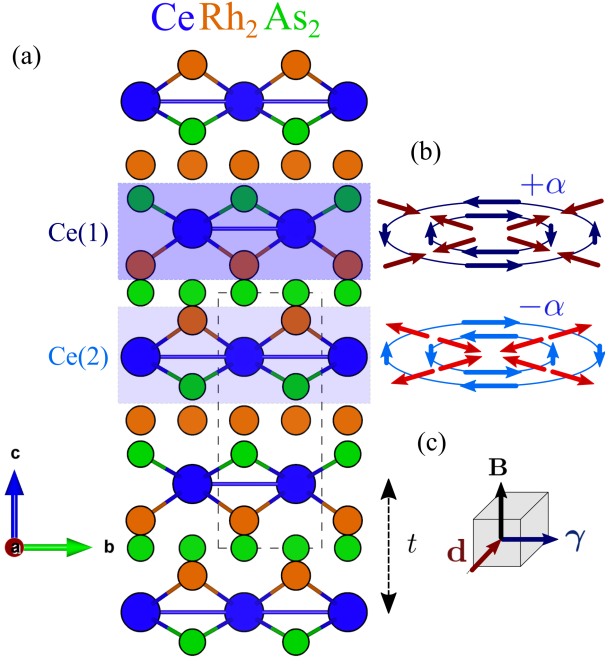 CeRh₂As₂
(a)
(b)
+α
Ce(1)
Ce(2)
−α
(c)
c
B
t
a
b
d
γ